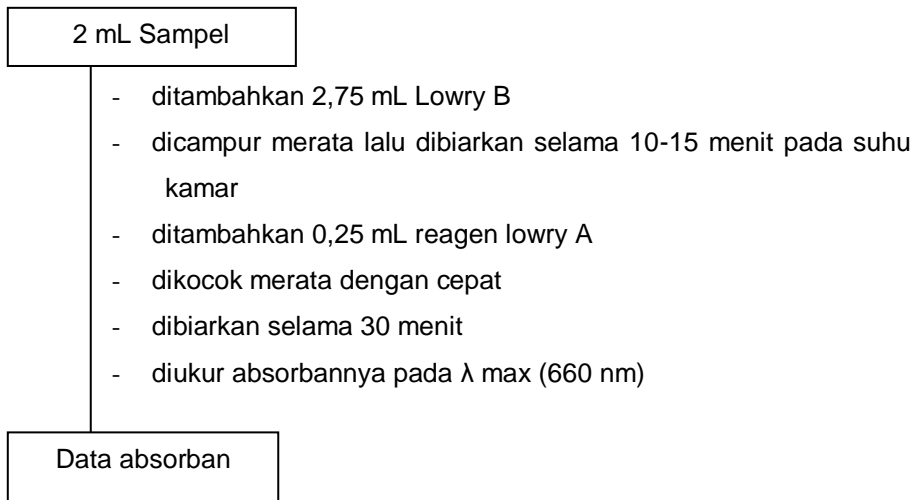 2 mL Sampel
- ditambahkan 2,75 mL Lowry B
- dicampur merata lalu dibiarkan selama 10-15 menit pada suhu
kamar
- ditambahkan 0,25 mL reagen lowry A
- dikocok merata dengan cepat
- dibiarkan selama 30 menit
- diukur absorbannya pada λ max (660 nm)
Data absorban